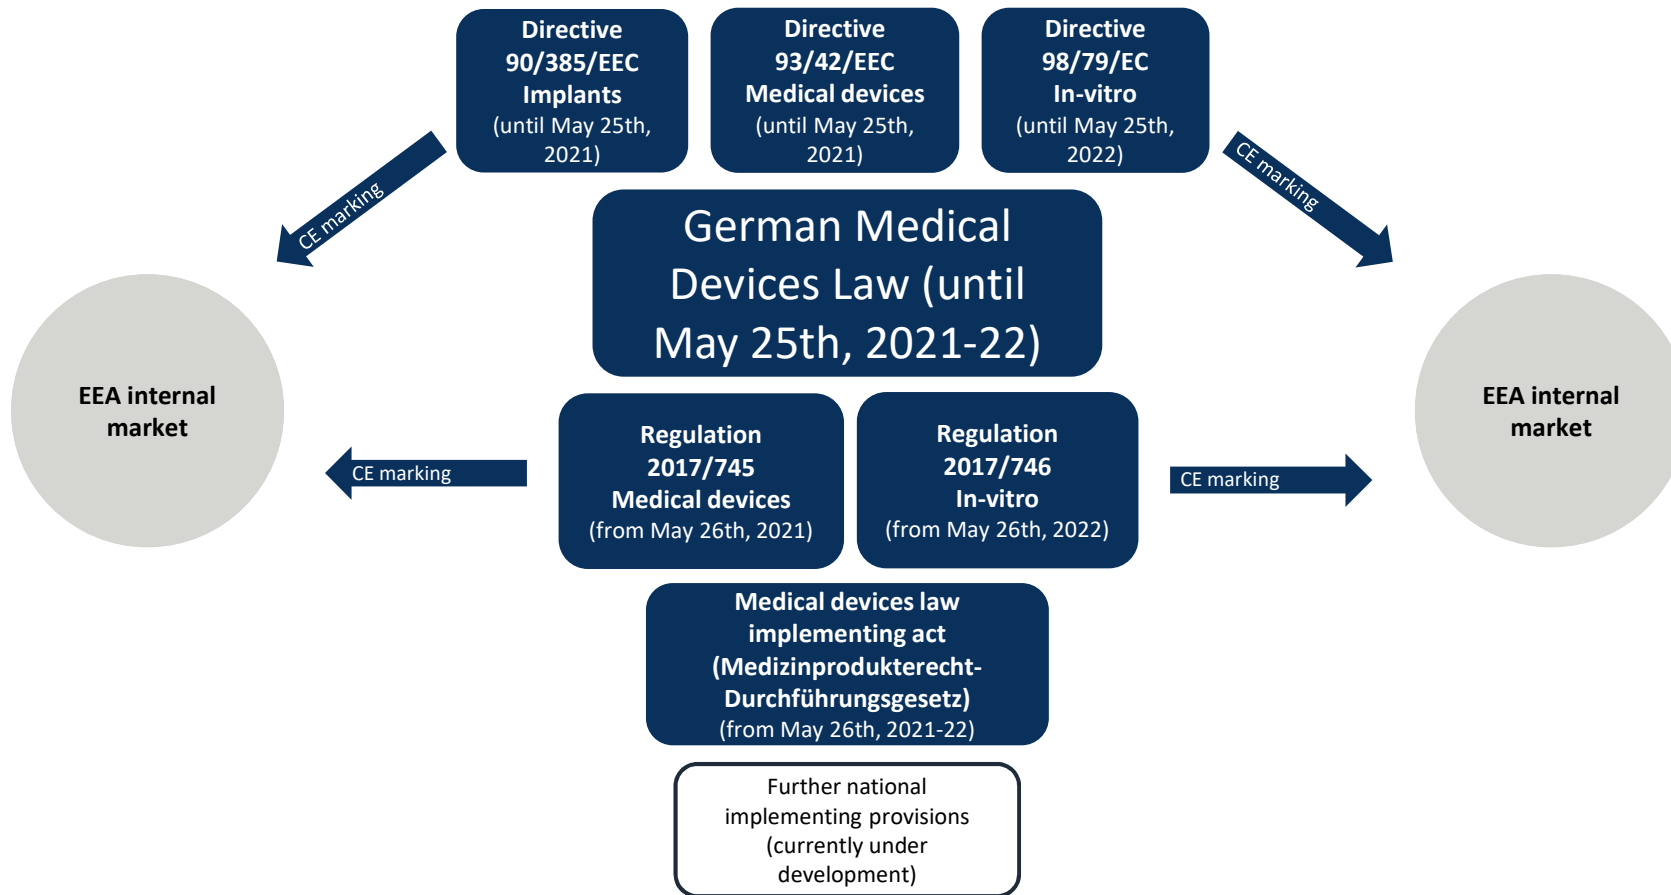 Directive
90/385/EEC
Implants
(until May 25th,
2021)
Directive
93/42/EEC
Medical devices
(until May 25th,
2021)
Directive
98/79/EC
In-vitro
(until May 25th,
2022)
CE marking
CE marking
German Medical
Devices Law (until
May 25th, 2021-22)
EEA internal
market
EEA internal
market
CE marking
Regulation
2017/745
Medical devices
(from May 26th, 2021)
Regulation
2017/746
In-vitro
(from May 26th, 2022)
CE marking
Medical devices law
implementing act
(Medizinprodukterecht-
Durchführungsgesetz)
(from May 26th, 2021-22)
Further national
implementing provisions
(currently under
development)